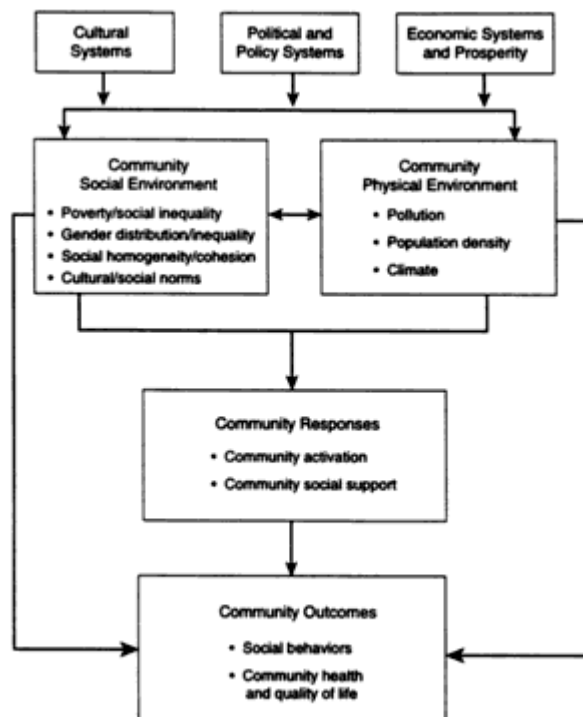 Cultural
Systems
Political and
Policy Systems
Economic Systems
and Prosperity
Community
Social Environment
• Poverty/social inequality
• Gender distribution/inequality
• Social homogeneity/cohesion
• Cultural/social norms
Community
Physical Environment
• Pollution
• Population density
• Climate
Community Responses
• Community activation
• Community social support
Community Outcomes
• Social behaviors
• Community health
and quality of life